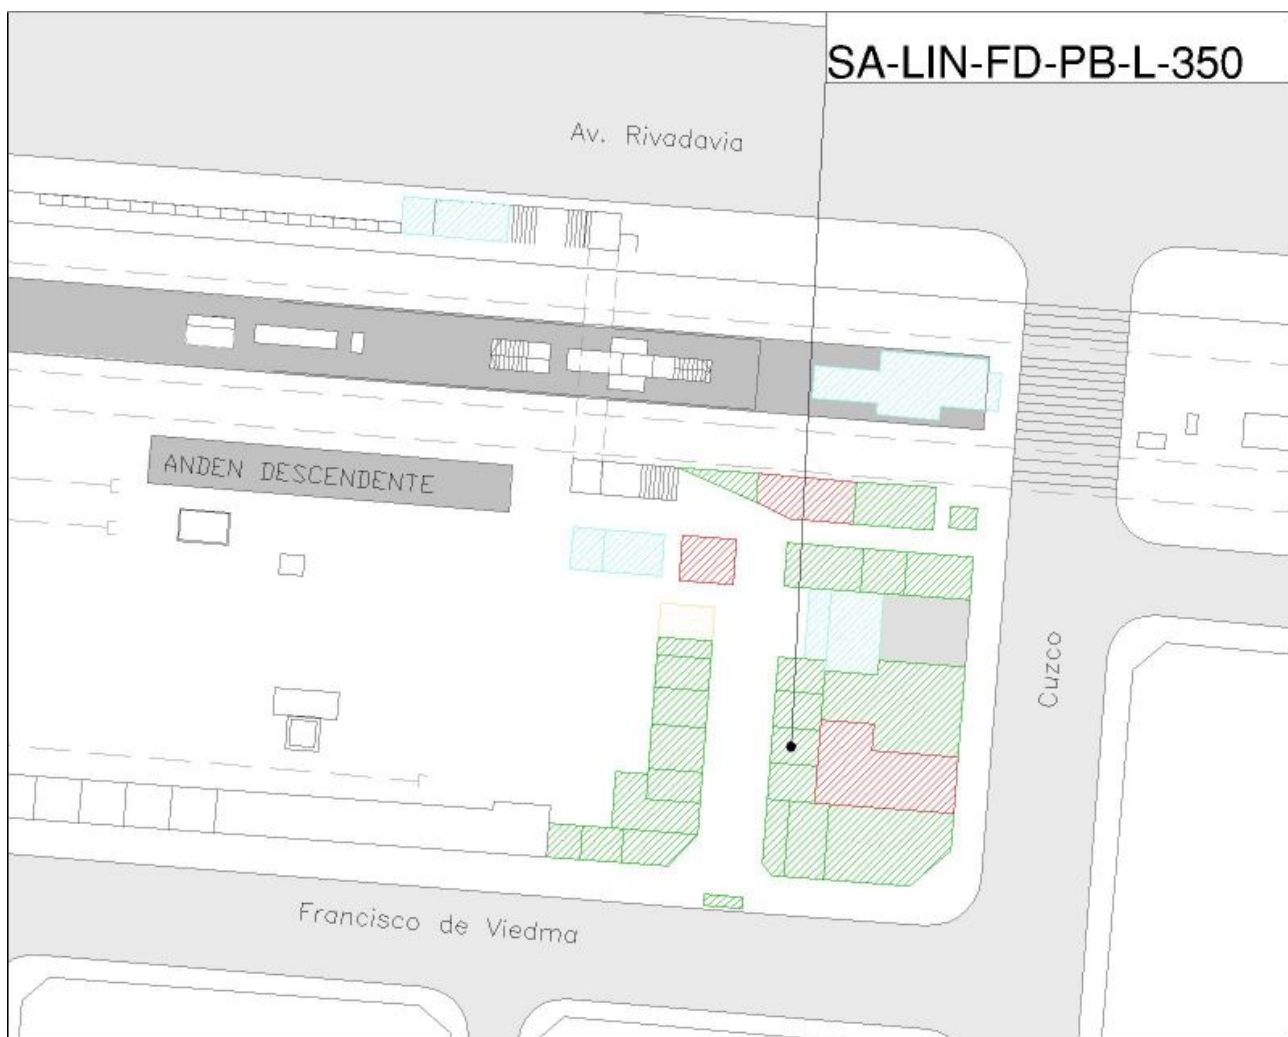 SA-LIN-FD-PB-L-350
Av. Rivadavia
ANDEN DESCENDENTE
Cuzco
Francisco de Viedma